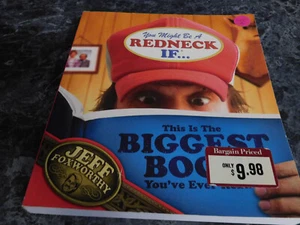 You Might Be A
REDNECK
IF...
This Is The
BIGGEST
You've Ever
JEFF
FOXWORTHY
Bargain Priced
ONLY
$9.98